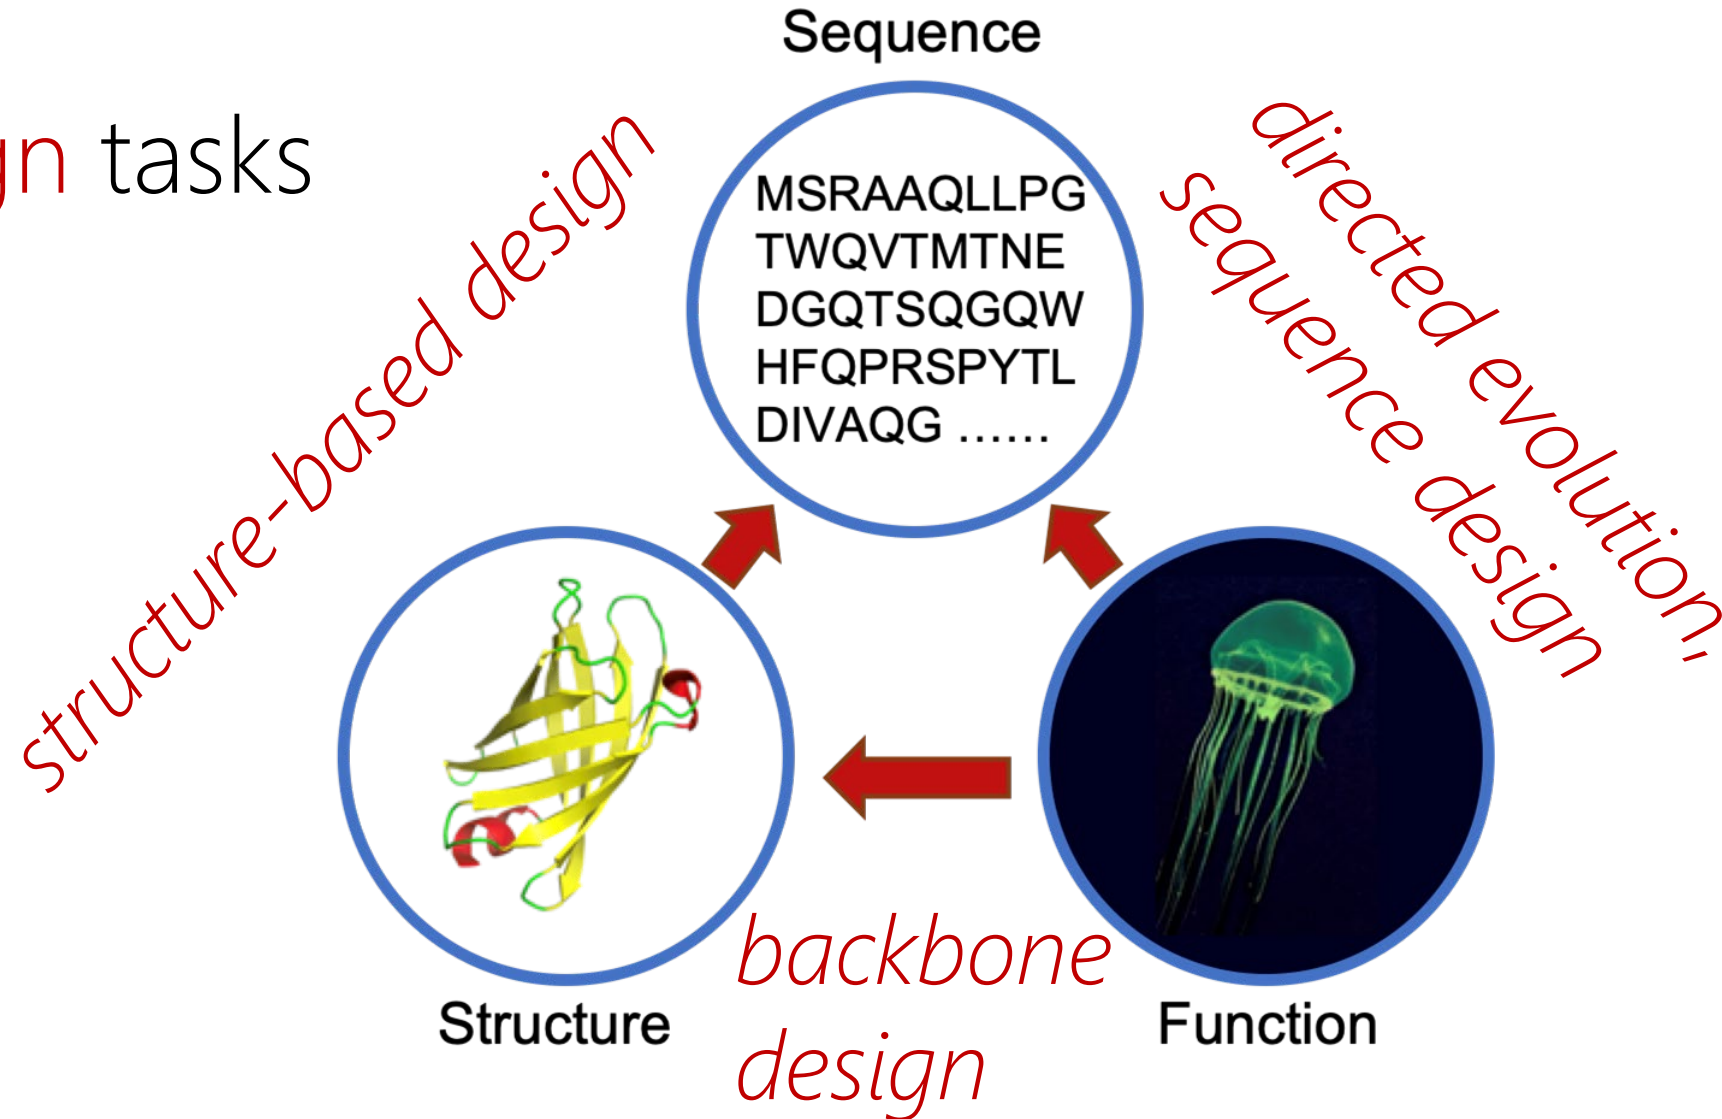 Sequence
gn tasks
structure-based design
MSRAAQLLPG
TWQVTMTNE
DGQTSQGQW
HFQPRSPYTL
DIVAQG ......
directed evolution,
sequence design
backbone
design
Structure
Function